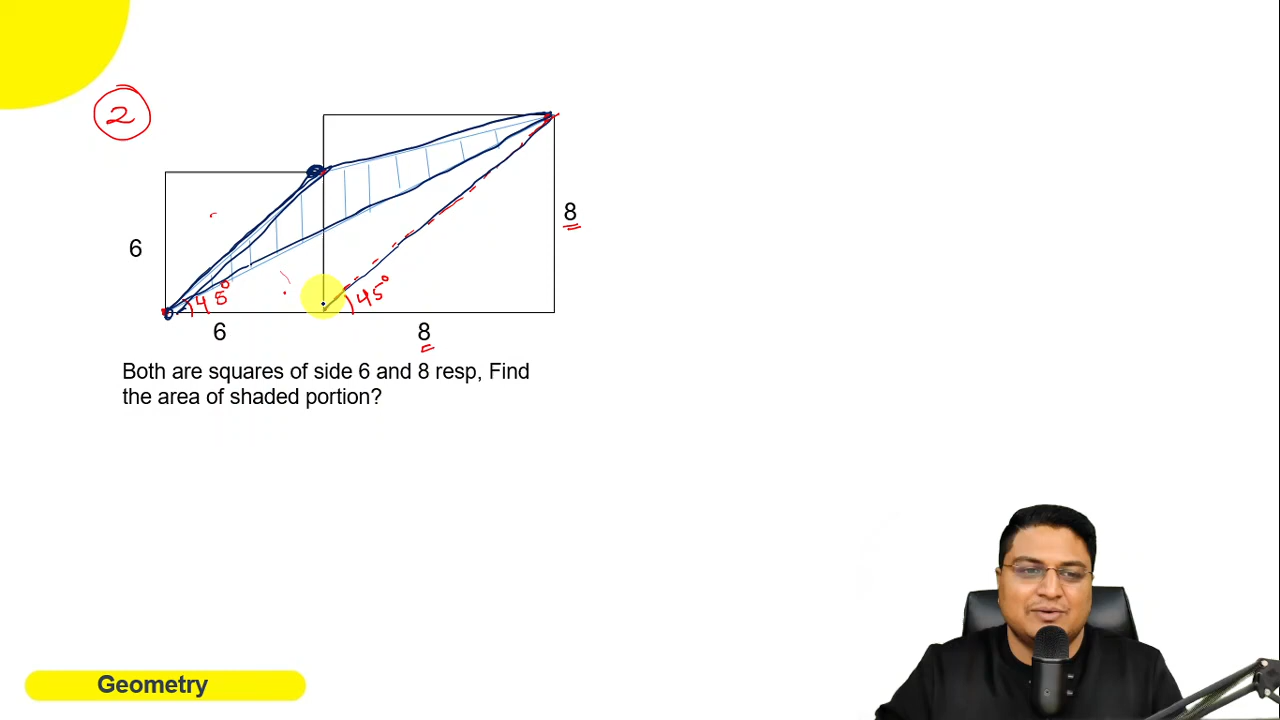 2
6
8
45°
45°
6
8
Both are squares of side 6 and 8 resp, Find
the area of shaded portion?
Geometry